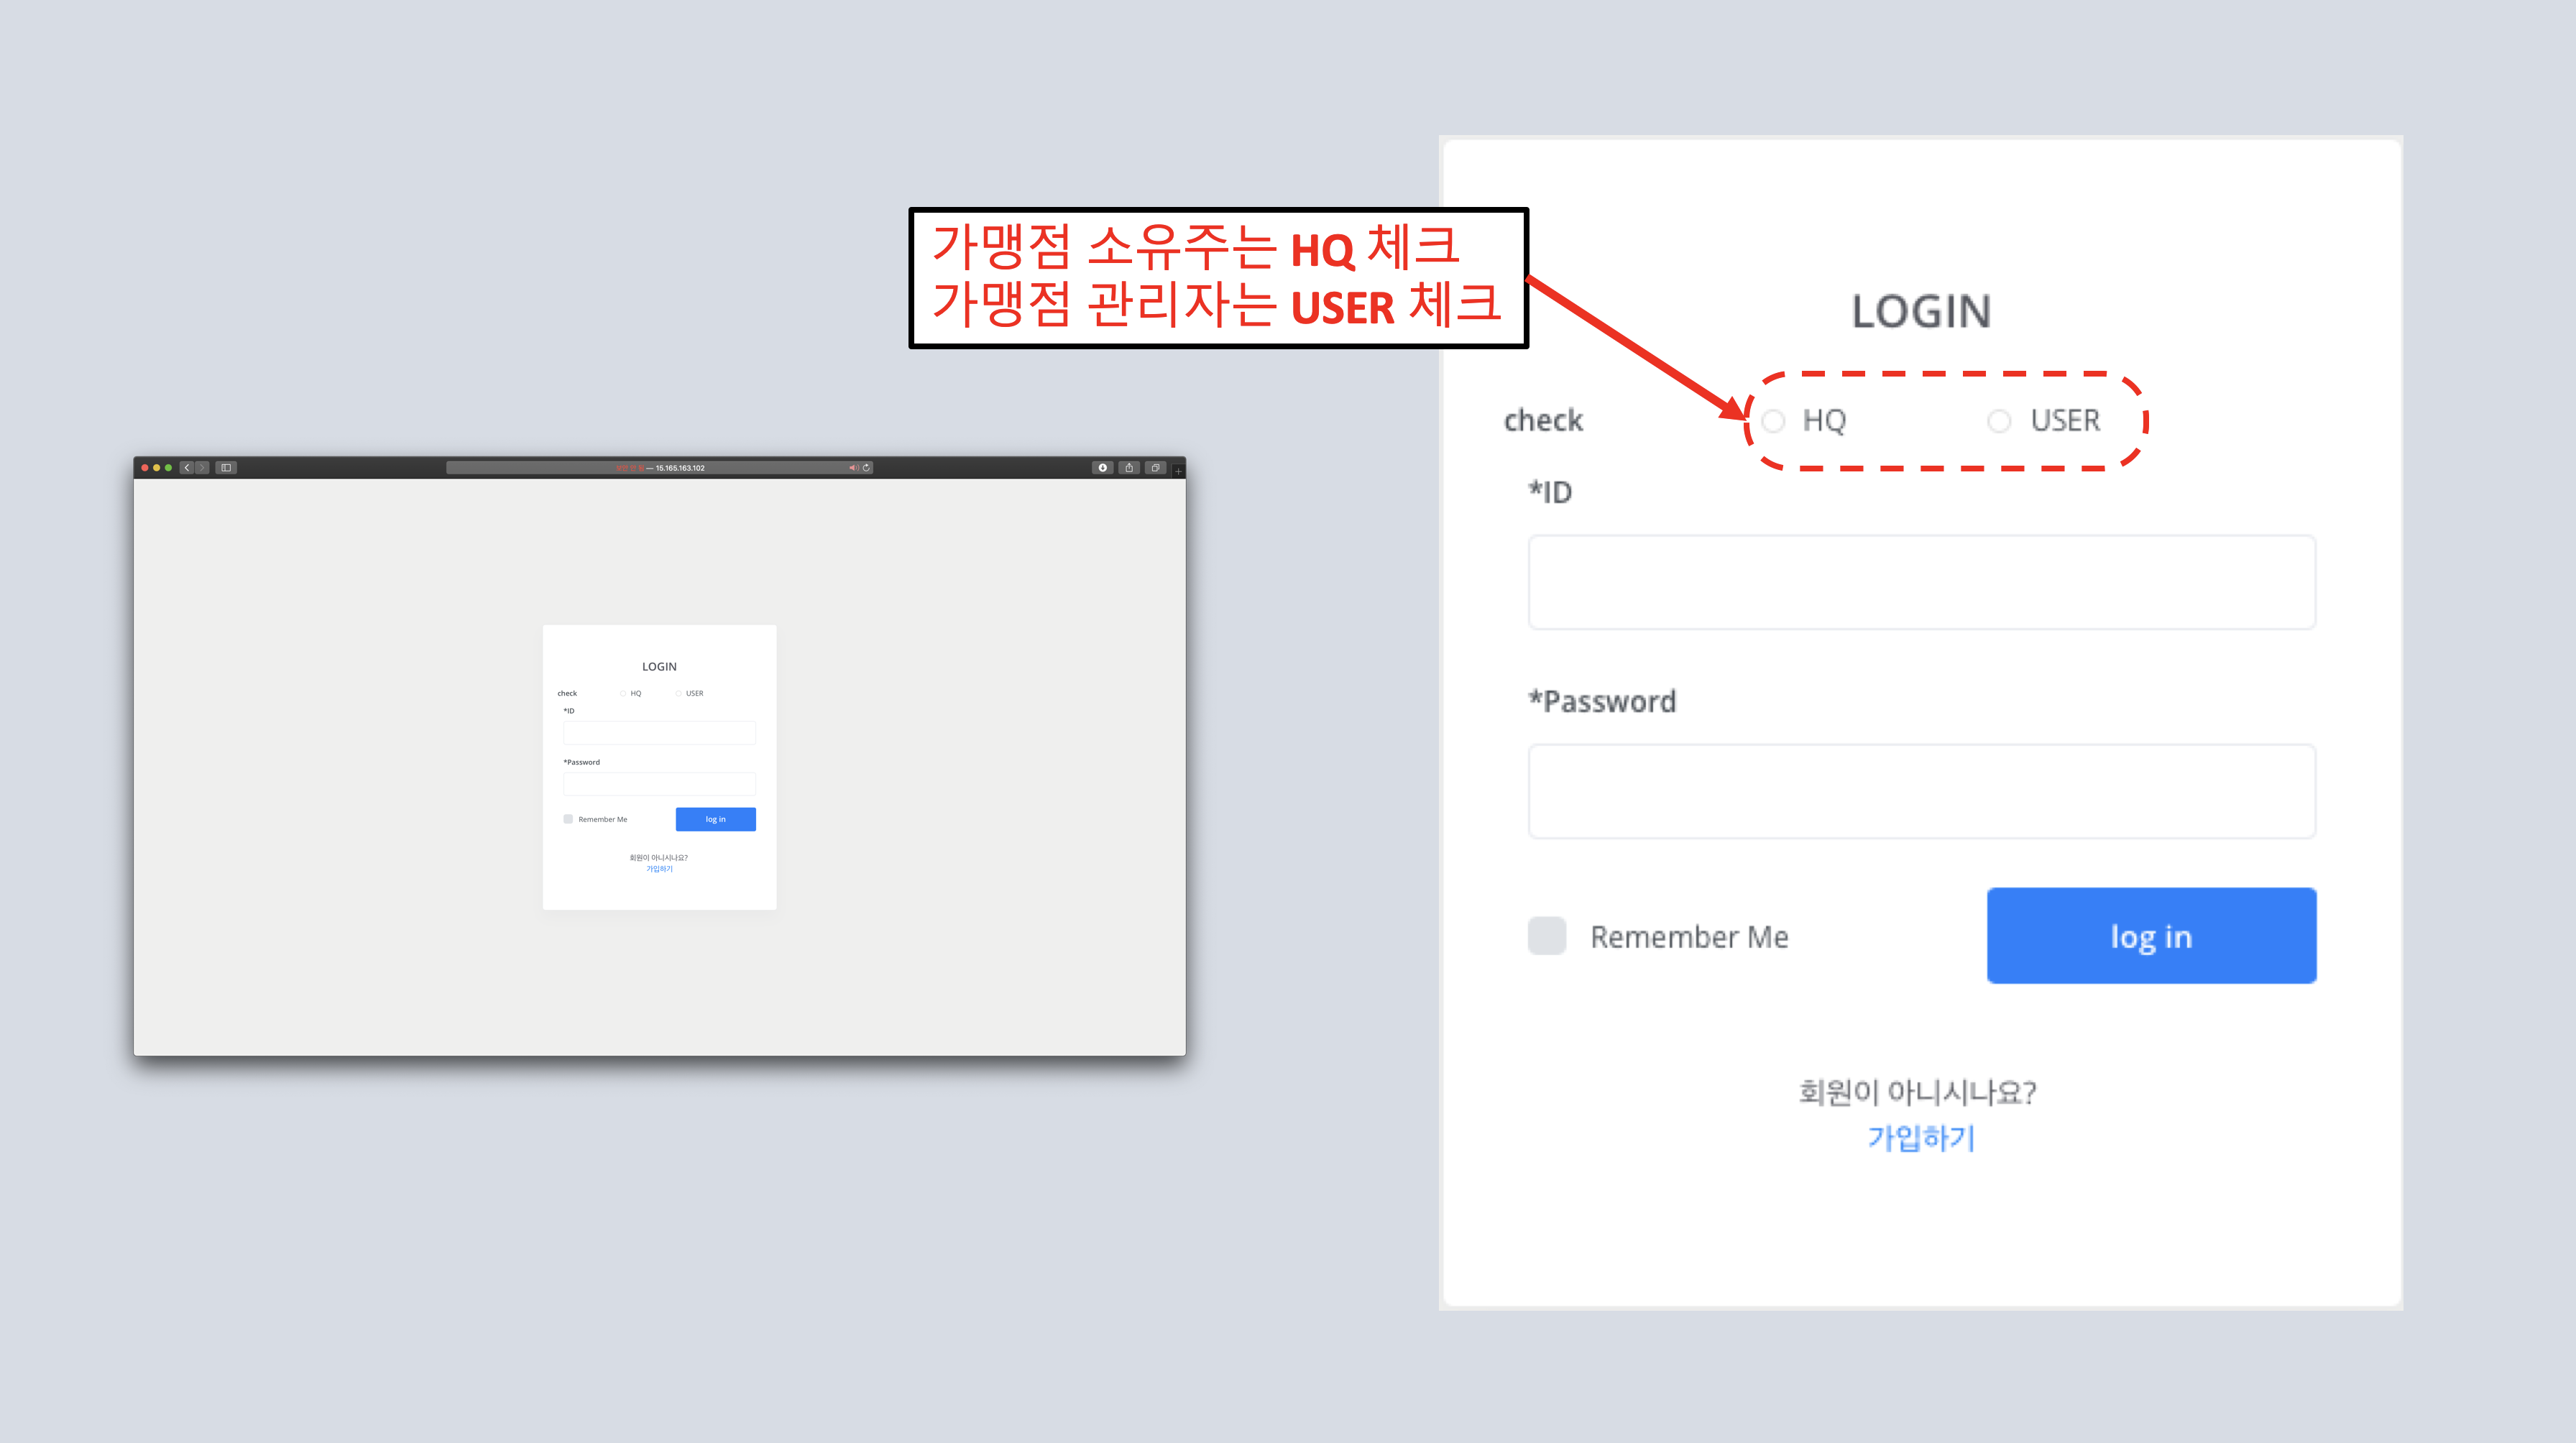 가맹점 소유주는 HQ 체크
가맹점 관리자는 USER 체크
— 15.165.163.102
LOGIN
check HQ USER
*ID
*Password
Remember Me log in
회원이 아니시나요?
가입하기
LOGIN
check HQ USER
*ID
*Password
Remember Me log in
회원이 아니시나요?
가입하기